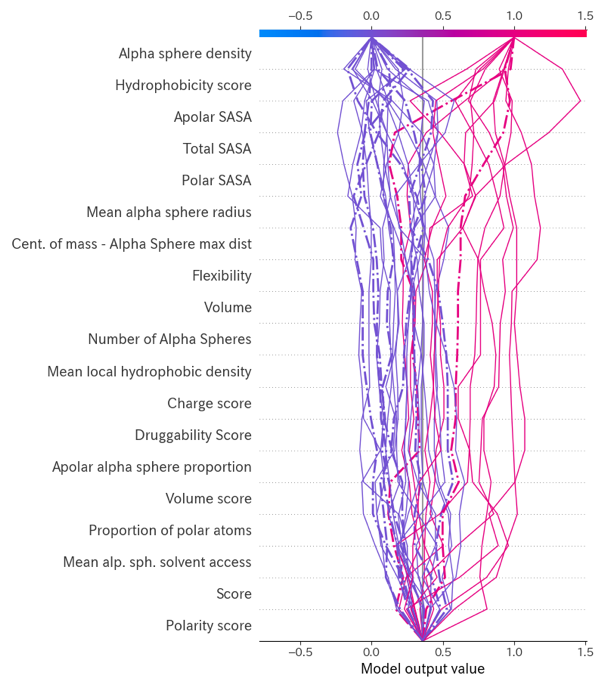 −0.5 0.0 0.5 1.0 1.5
Alpha sphere density
Hydrophobicity score
Apolar SASA
Total SASA
Polar SASA
Mean alpha sphere radius
Cent. of mass - Alpha Sphere max dist
Flexibility
Volume
Number of Alpha Spheres
Mean local hydrophobic density
Charge score
Druggability Score
Apolar alpha sphere proportion
Volume score
Proportion of polar atoms
Mean alp. sph. solvent access
Score
Polarity score
−0.5 0.0 0.5 1.0 1.5
Model output value